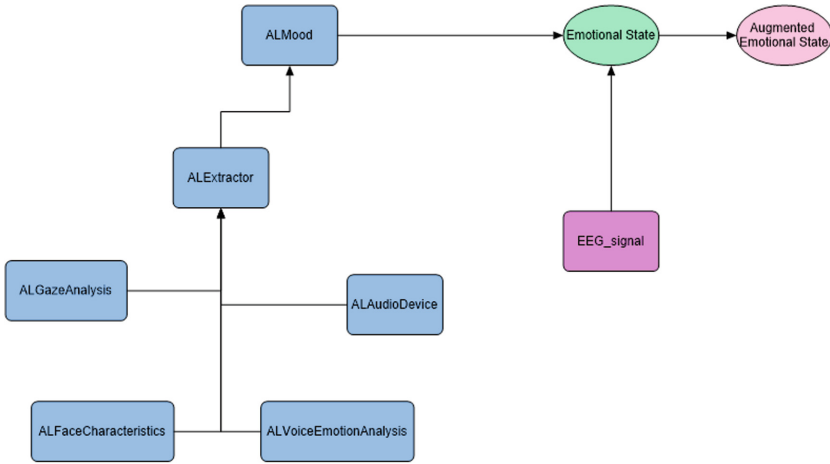 ALMood
Emotional State
Augmented
Emotional State
ALExtractor
EEG_signal
ALGazeAnalysis
ALAudioDevice
ALFaceCharacteristics
ALVoiceEmotionAnalysis